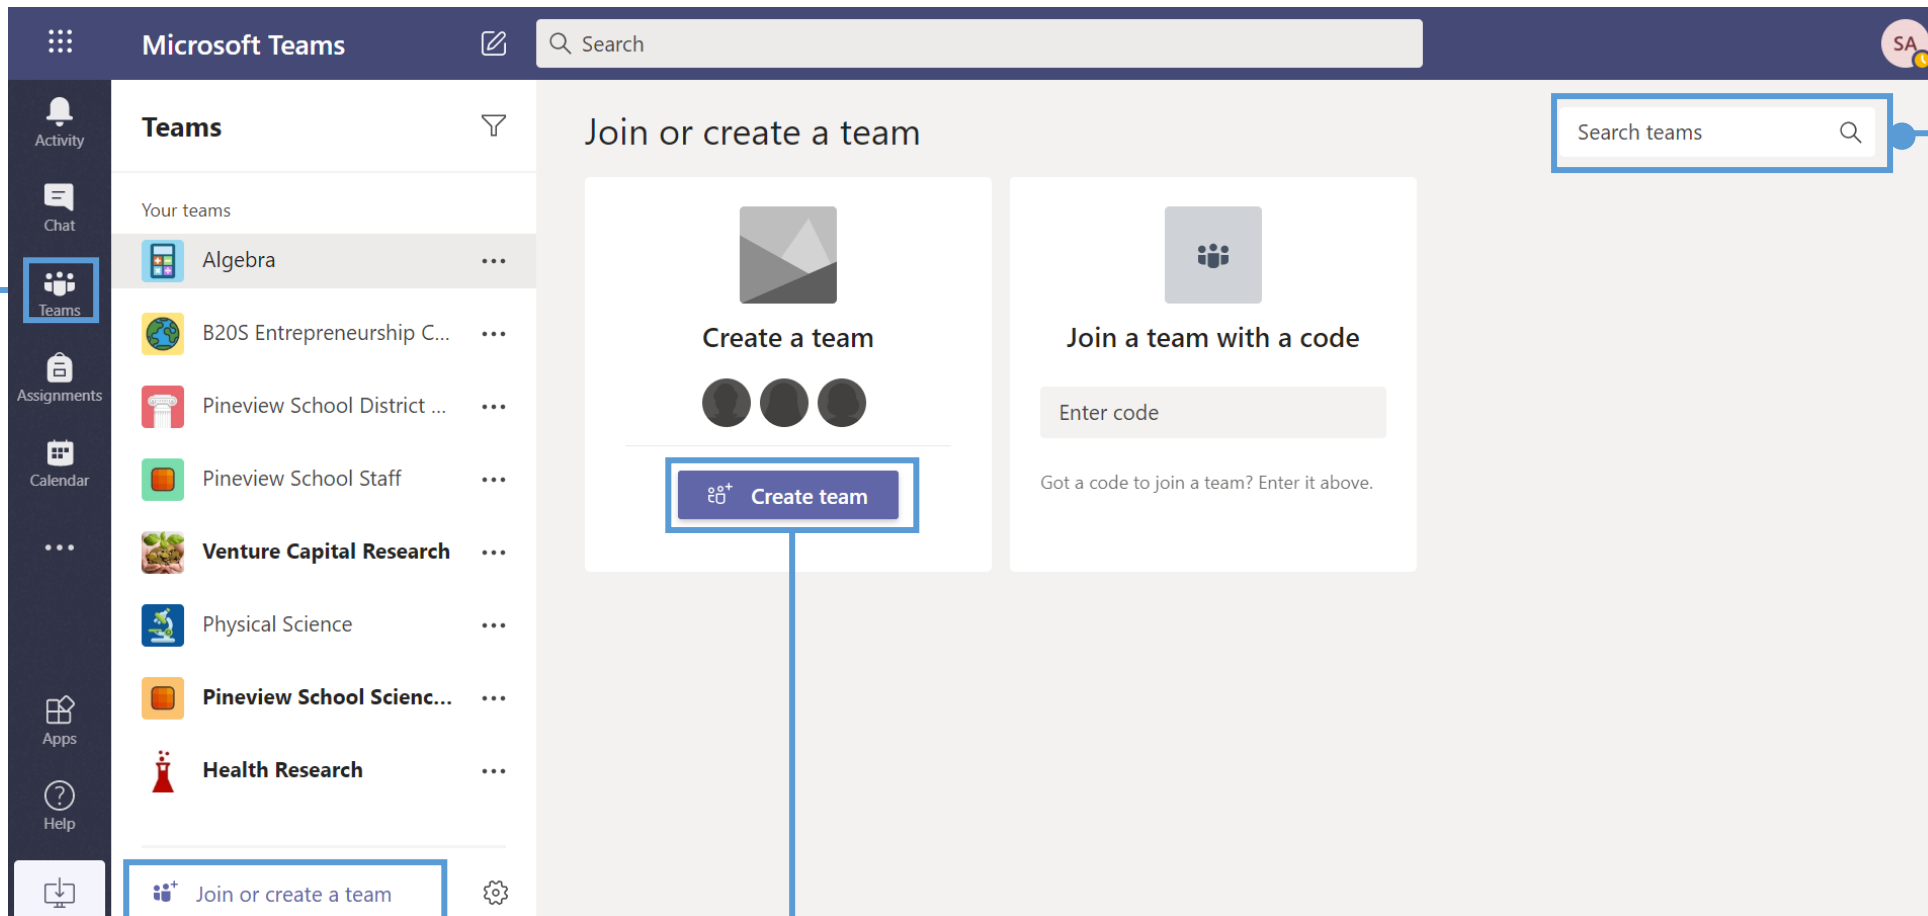 Microsoft Teams
Search
SA
Activity
Chat
Teams
Assignments
Calendar
Apps
Help
Teams
Your teams
Algebra
B20S Entrepreneurship C...
Pineview School District ...
Pineview School Staff
Venture Capital Research
Physical Science
Pineview School Scienc...
Health Research
Join or create a team
Join or create a team
Search teams
Create a team
Create team
Join a team with a code
Enter code
Got a code to join a team? Enter it above.